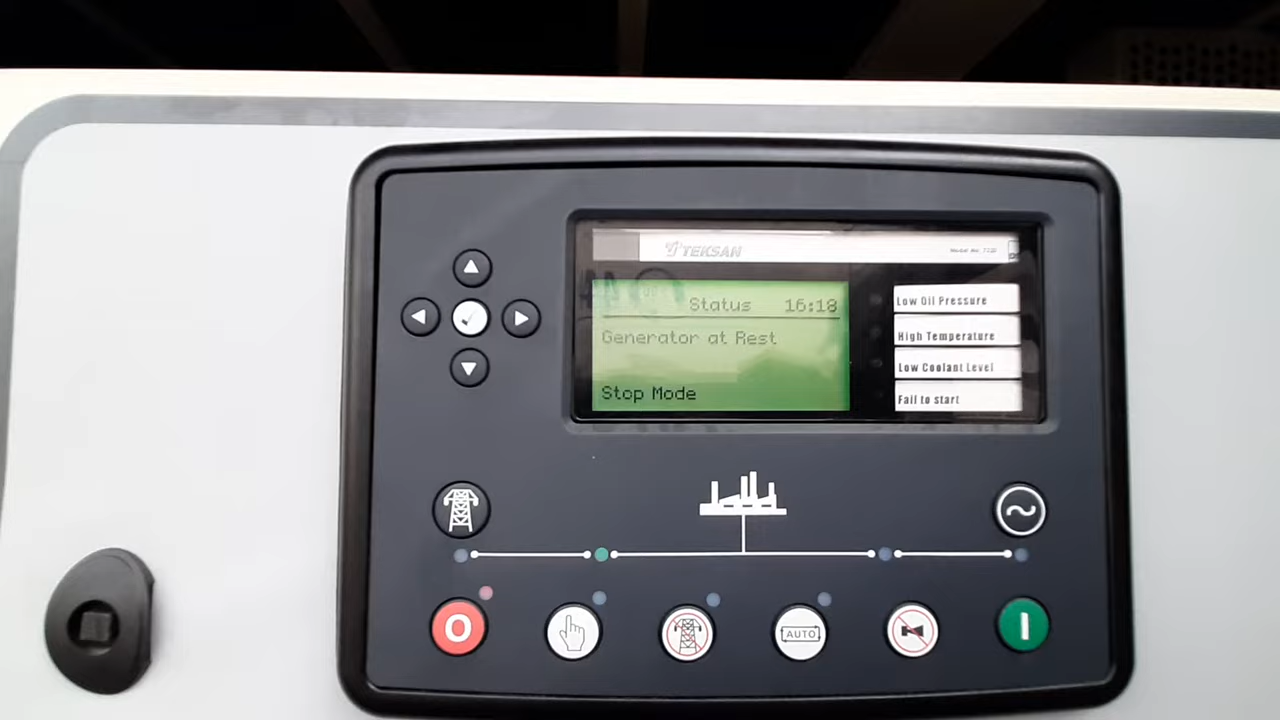 TEKSAN
Status 16:18
Generator at Rest
Stop Mode
Low Oil Pressure
High Temperature
Low Coolant Level
Fail to start
O
AUTO
I